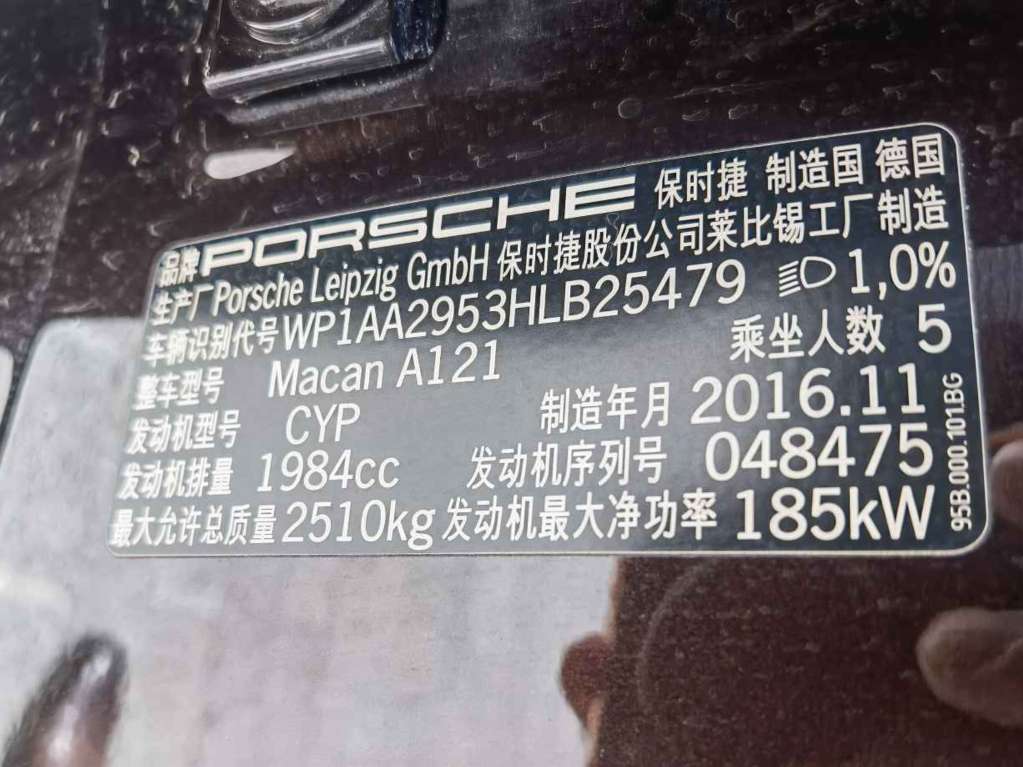 品牌 PORSCHE 保时捷 制造国 德国
生产厂 Porsche Leipzig GmbH 保时捷股份公司莱比锡工厂制造
车辆识别代号 WP1AA2953HLB25479 1,0%
整车型号 Macan A121 乘坐人数 5
发动机型号 CYP 制造年月 2016.11
发动机排量 1984cc 发动机序列号 048475
最大允许总质量 2510kg 发动机最大净功率 185kW
95B.000.101.BG